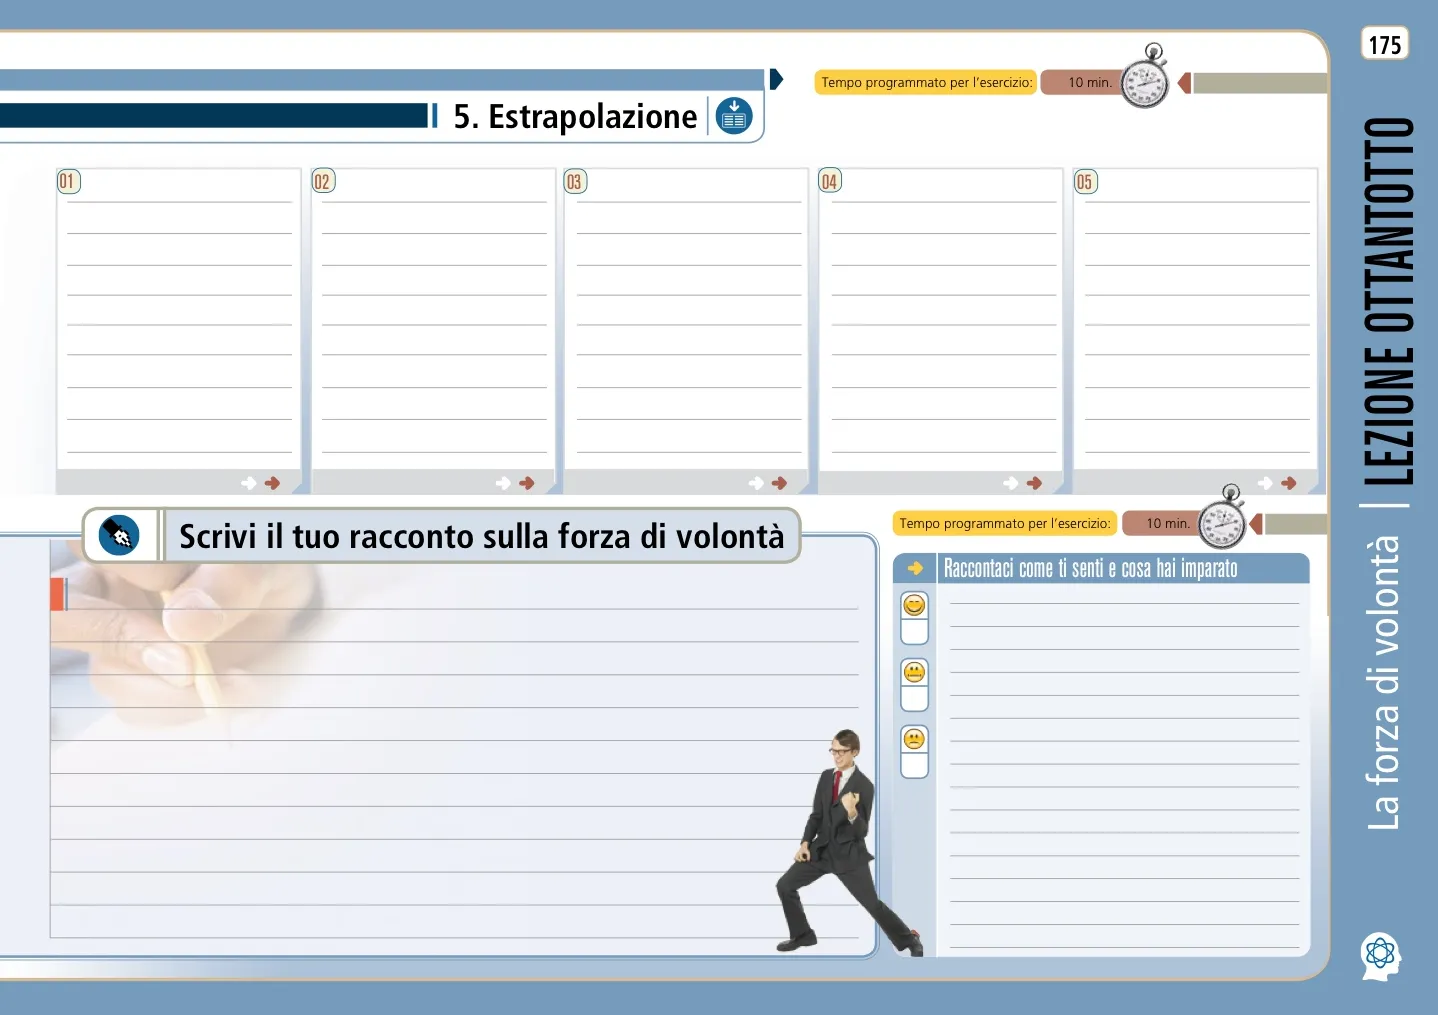 175
Tempo programmato per l'esercizio: 10 min.
5. Estrapolazione
01 02 03 04 05
Scrivi il tuo racconto sulla forza di volontà
Tempo programmato per l'esercizio: 10 min.
Raccontaci come ti senti e cosa hai imparato
La forza di volontà | LEZIONE OTTANTOTTO